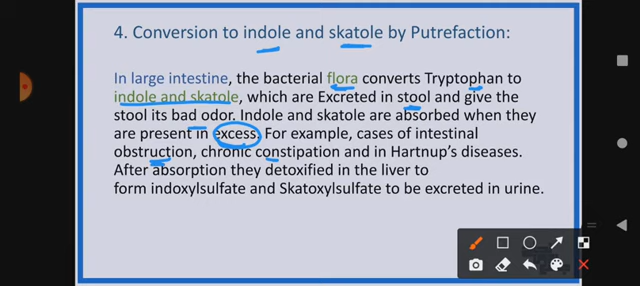 4. Conversion to indole and skatole by Putrefaction:
In large intestine, the bacterial flora converts Tryptophan to
indole and skatole, which are Excreted in stool and give the
stool its bad odor. Indole and skatole are absorbed when they
are present in excess. For example, cases of intestinal
obstruction, chronic constipation and in Hartnup's diseases.
After absorption they detoxified in the liver to
form indoxylsulfate and Skatoxylsulfate to be excreted in urine.